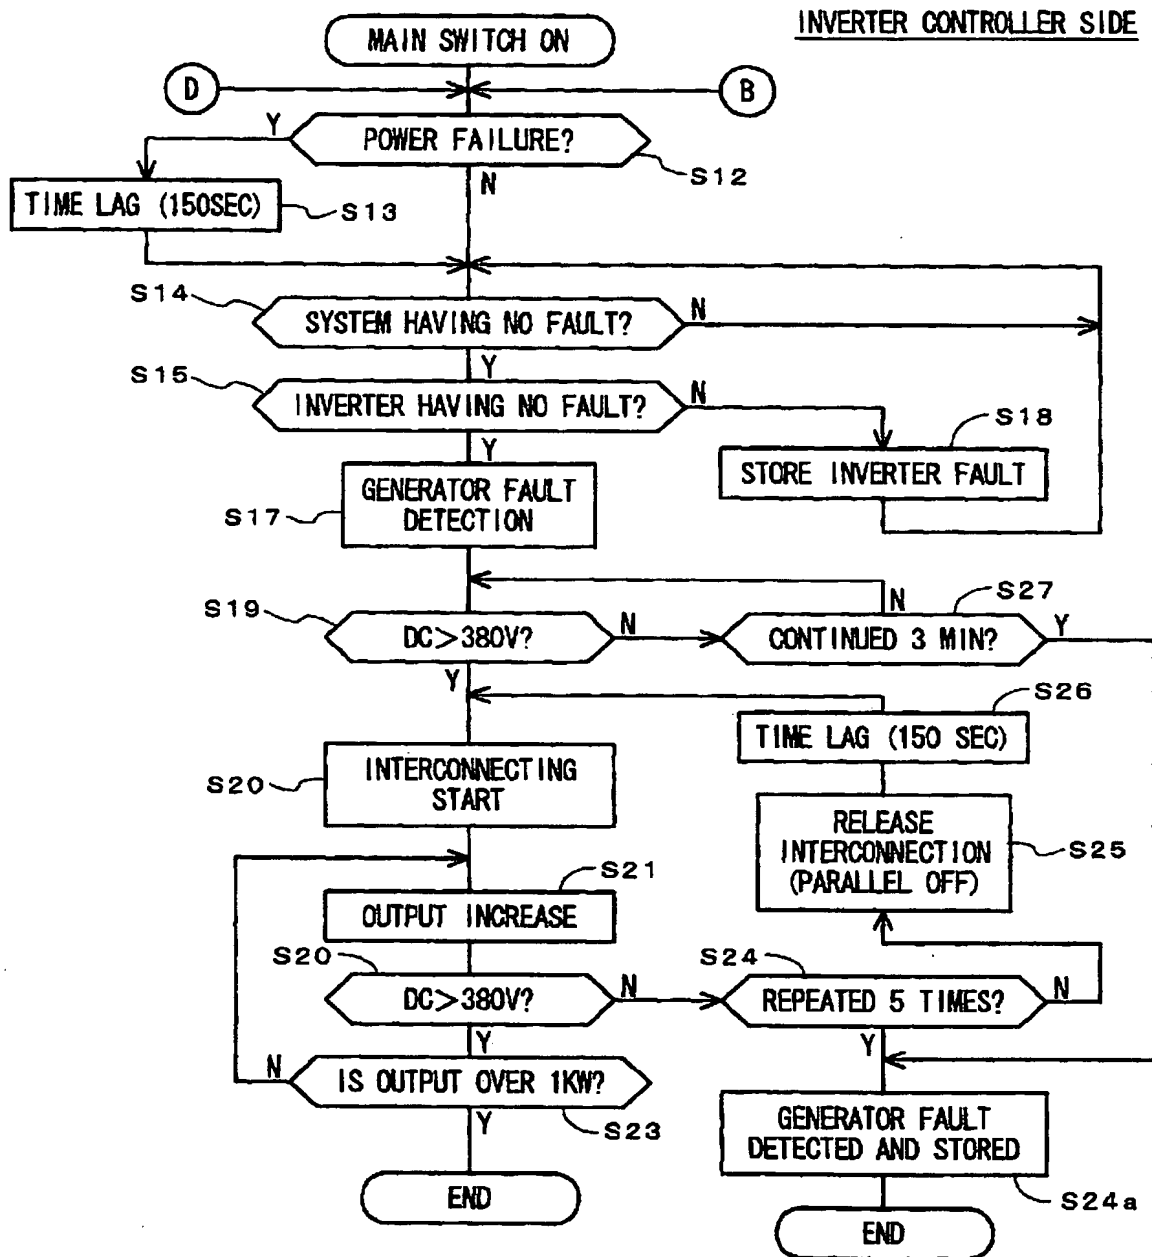 INVERTER CONTROLLER SIDE
MAIN SWITCH ON
D
B
Y
POWER FAILURE?
S12
N
TIME LAG (150SEC)
S13
S14
SYSTEM HAVING NO FAULT?
N
Y
S15
INVERTER HAVING NO FAULT?
N
Y
S18
STORE INVERTER FAULT
GENERATOR FAULT
DETECTION
S17
S19
DC>380V?
N
S27
N
CONTINUED 3 MIN?
Y
Y
S26
TIME LAG (150 SEC)
S20
INTERCONNECTING
START
RELEASE
INTERCONNECTION
(PARALLEL OFF)
S25
S21
OUTPUT INCREASE
S20
DC>380V?
N
S24
REPEATED 5 TIMES?
N
Y
Y
N
IS OUTPUT OVER 1KW?
S23
Y
GENERATOR FAULT
DETECTED AND STORED
S24a
END
END